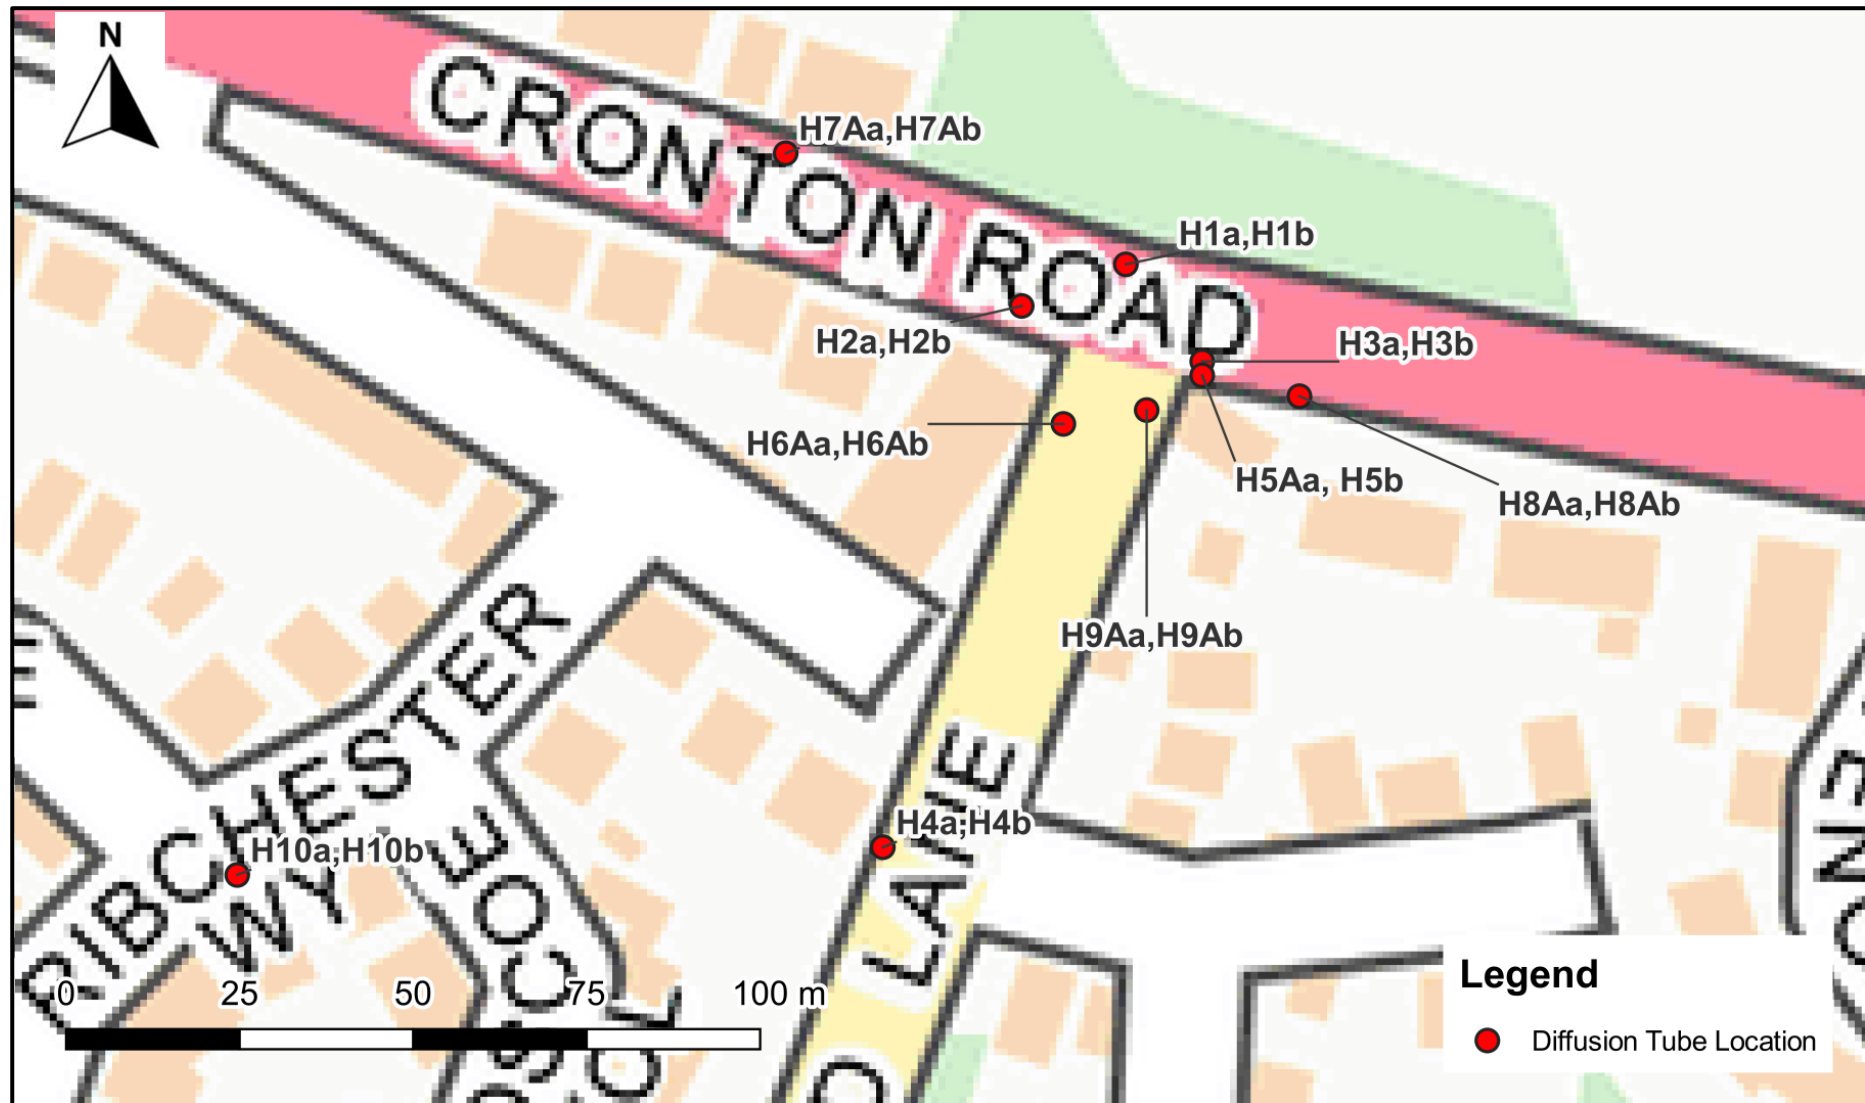 N
CRONTON ROAD
H7Aa,H7Ab
H1a,H1b
H2a,H2b
H3a,H3b
H6Aa,H6Ab
H5Aa, H5b
H8Aa,H8Ab
H9Aa,H9Ab
RIBCHESTER
WY
LANE
H4a,H4b
H10a,H10b
0 25 50 75 100 m
Legend
Diffusion Tube Location